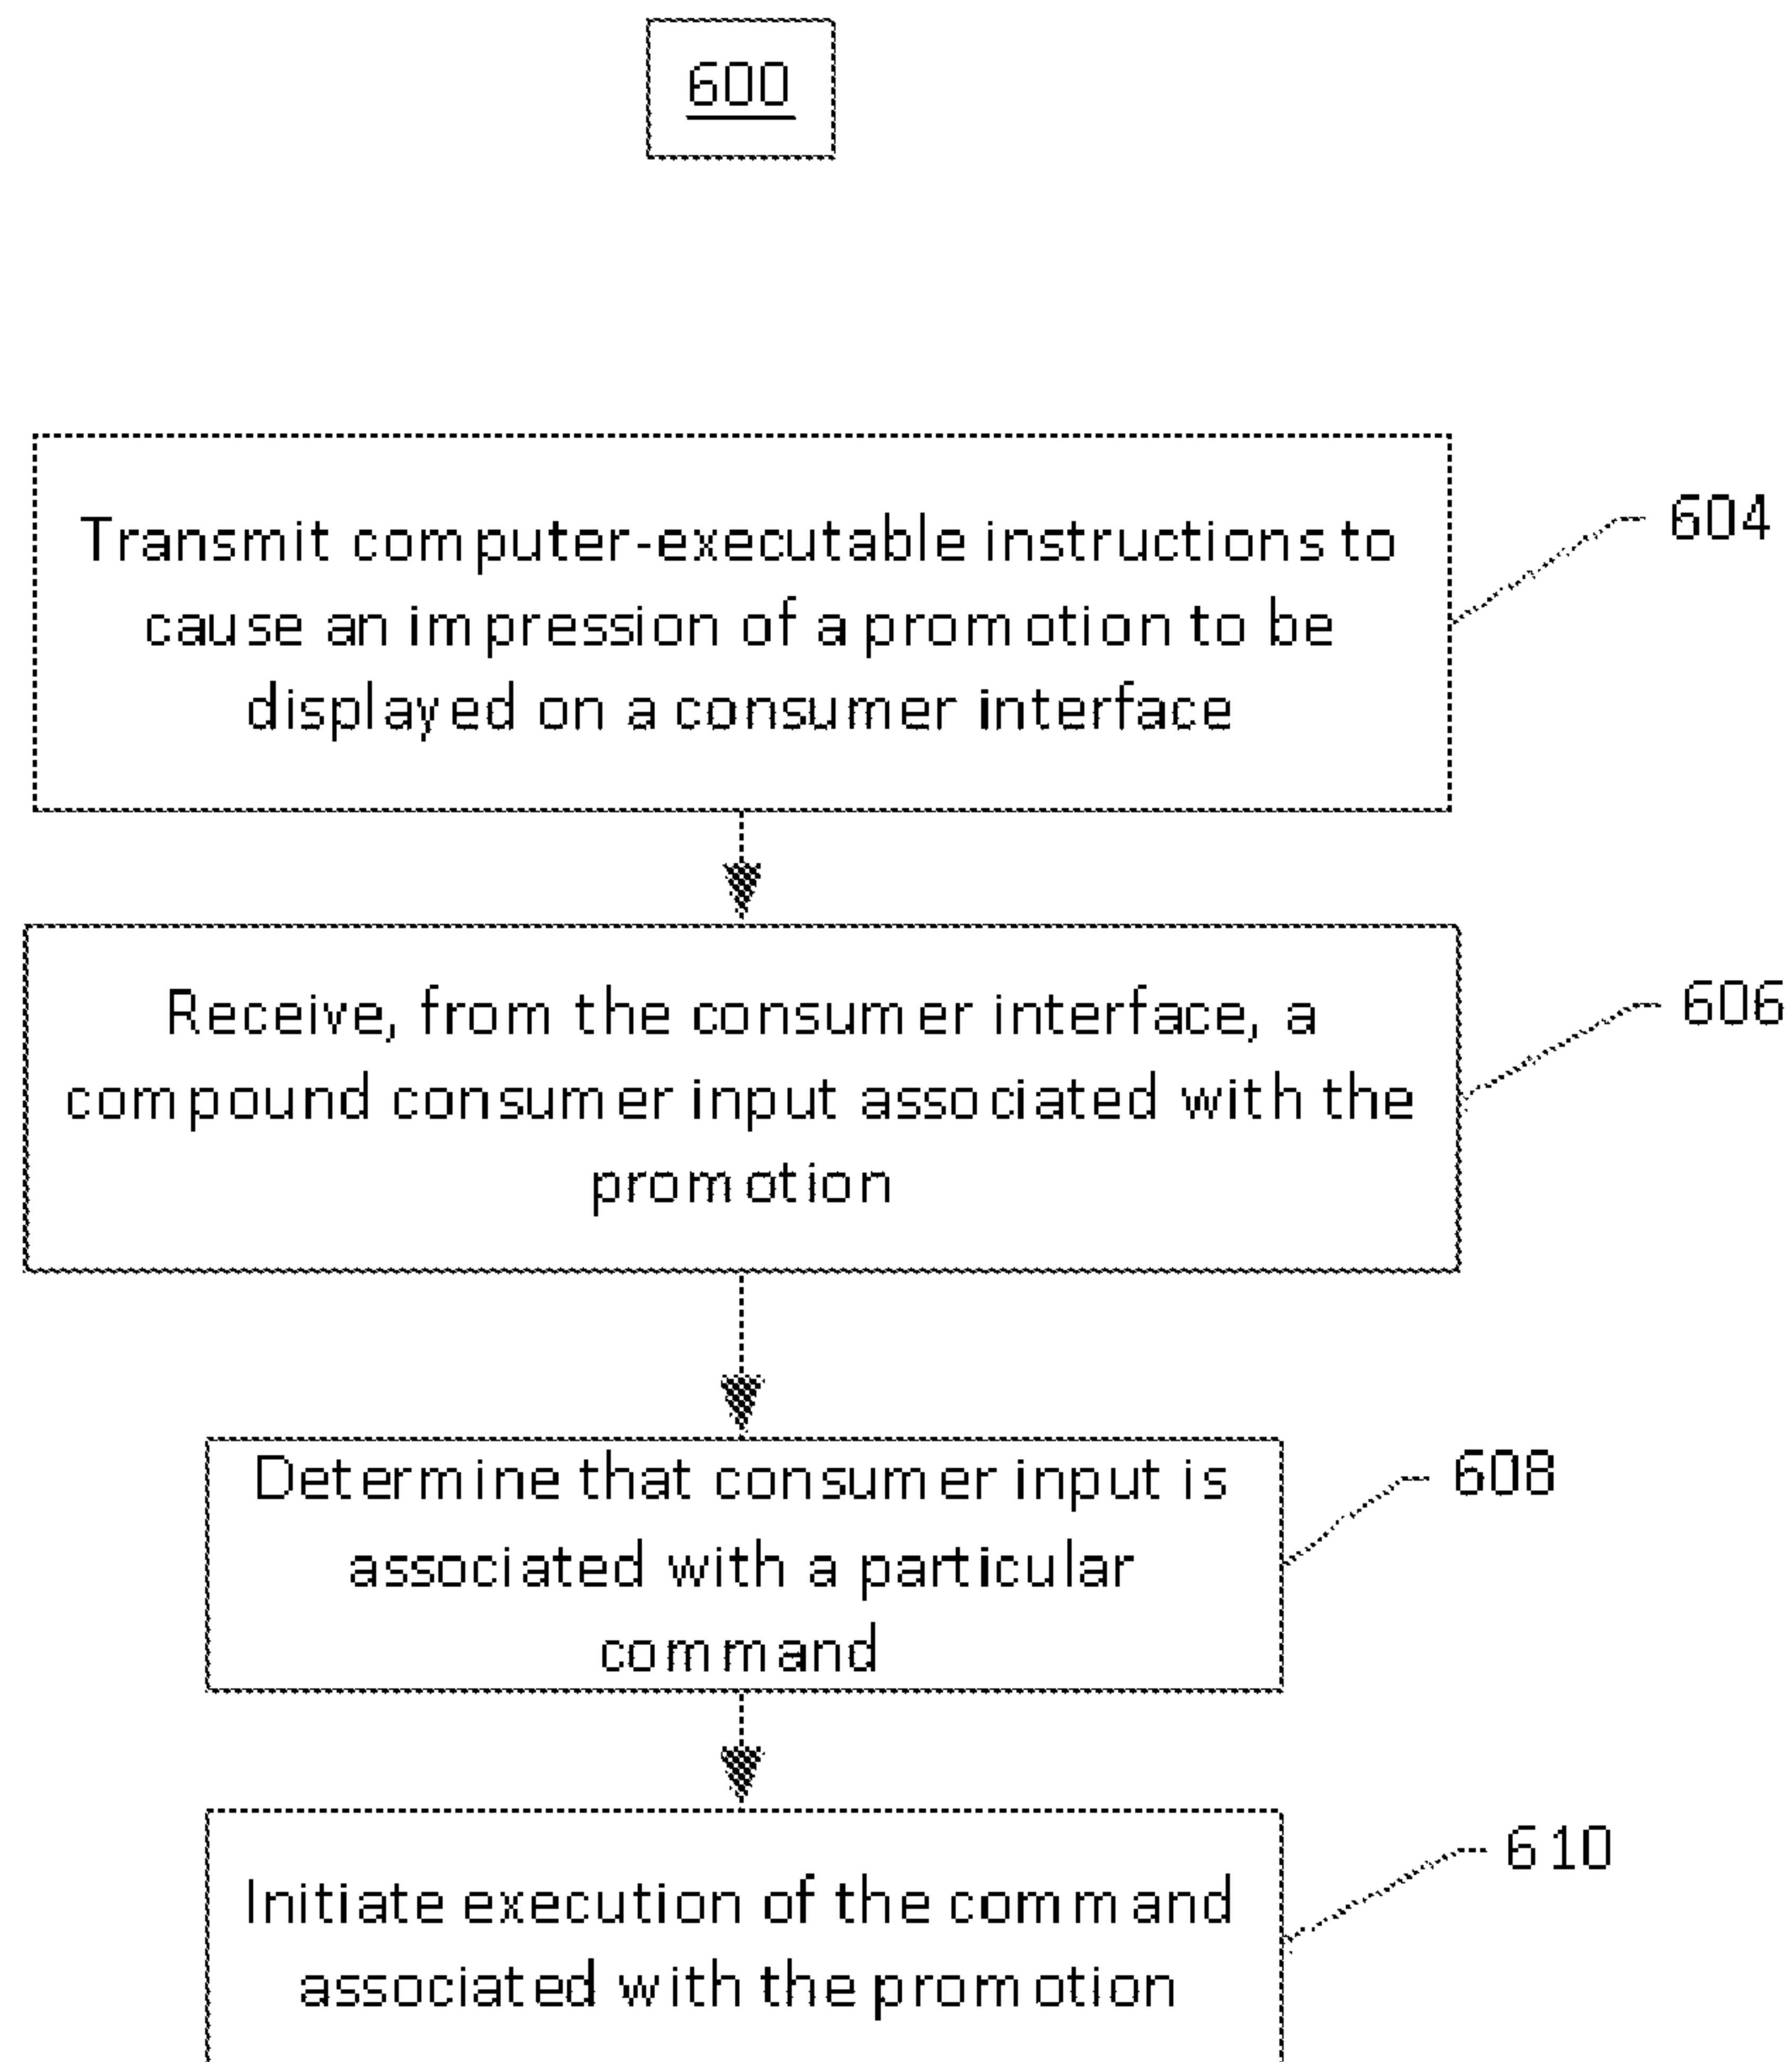 600
Transmit computer-executable instructions to
cause an impression of a promotion to be
displayed on a consumer interface
604
Receive, from the consumer interface, a
compound consumer input associated with the
promotion
606
Determine that consumer input is
associated with a particular
command
608
Initiate execution of the command
associated with the promotion
610